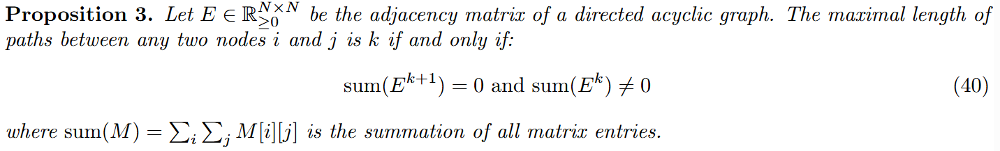 Proposition 3. Let $E \in \mathbb{R}_{\geq 0}^{N \times N}$ be the adjacency matrix of a directed acyclic graph. The maximal length of
paths between any two nodes $i$ and $j$ is $k$ if and only if:
$\text{sum}(E^{k+1}) = 0 \text{ and } \text{sum}(E^k) \neq 0$ (40)
where $\text{sum}(M) = \sum_i \sum_j M[i][j]$ is the summation of all matrix entries.